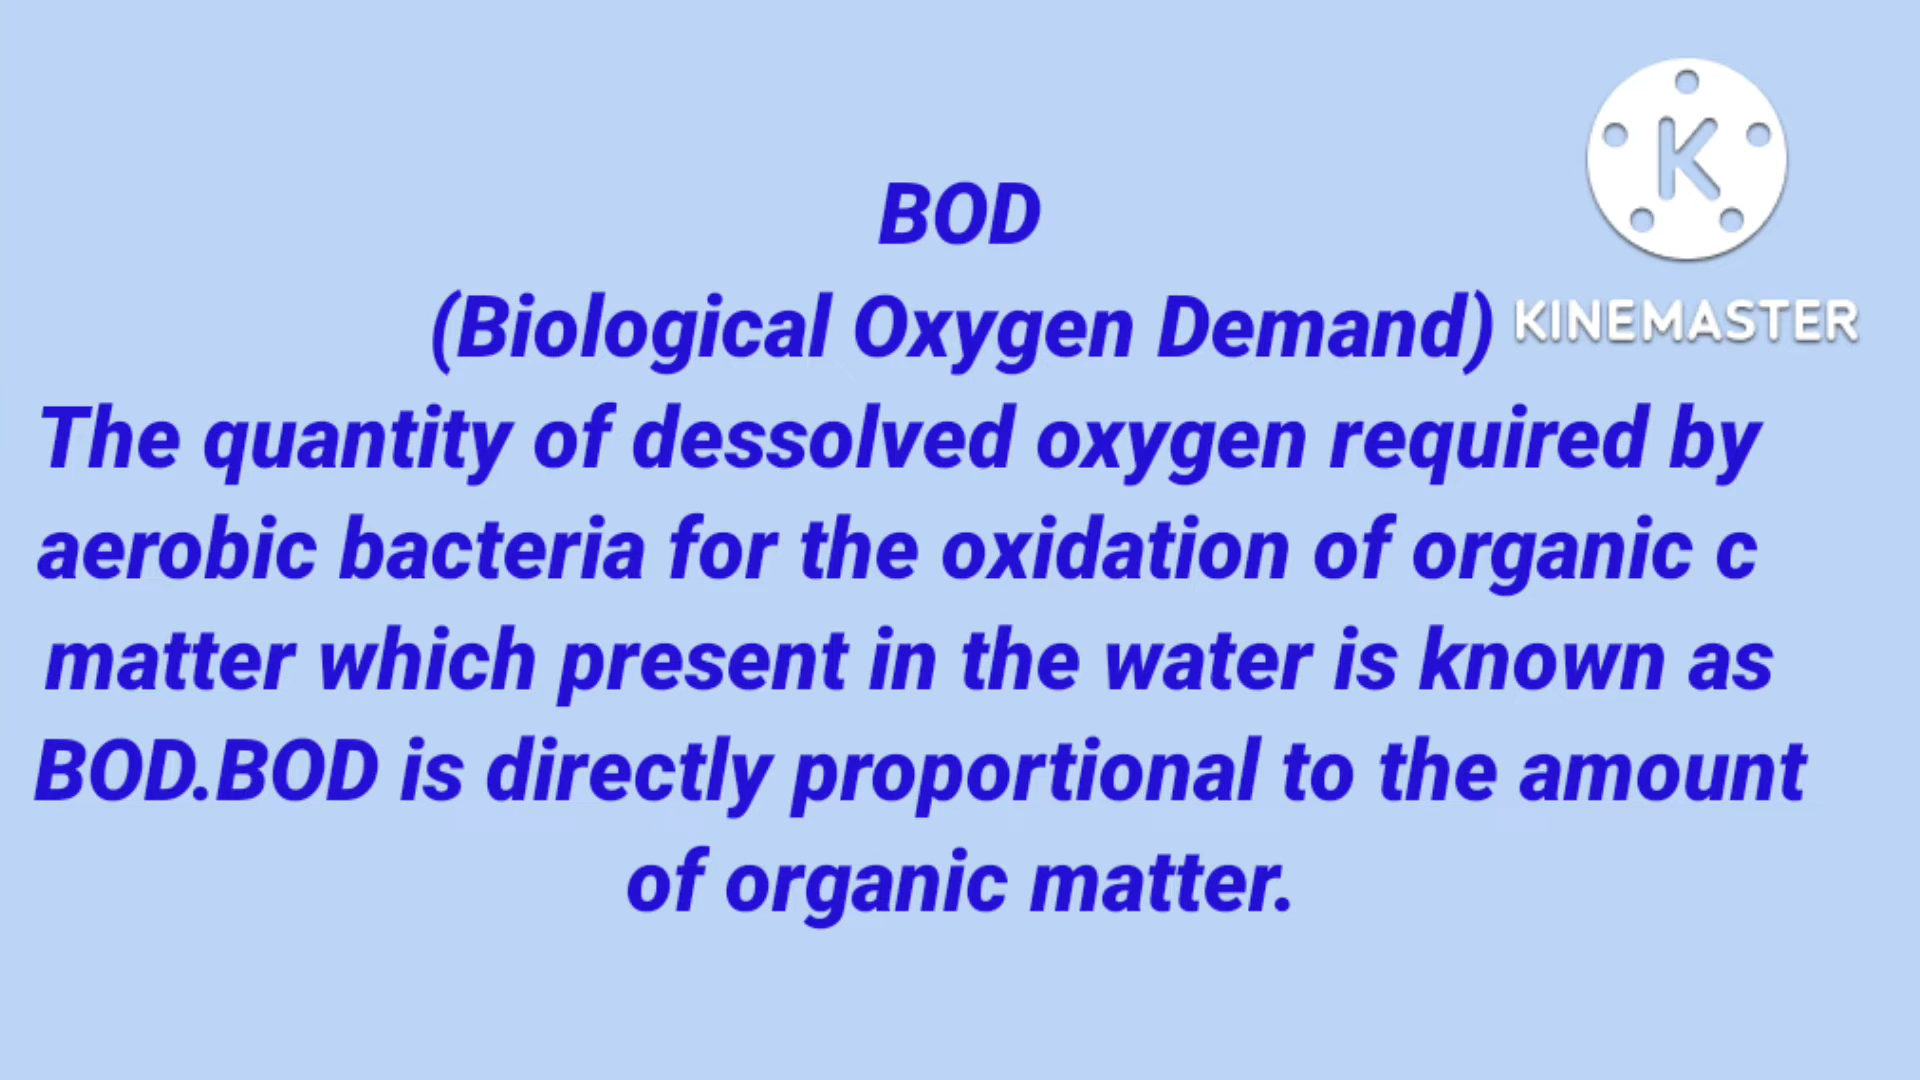 BOD
(Biological Oxygen Demand)
KINEMASTER
The quantity of dessolved oxygen required by
aerobic bacteria for the oxidation of organic c
matter which present in the water is known as
BOD.BOD is directly proportional to the amount
of organic matter.